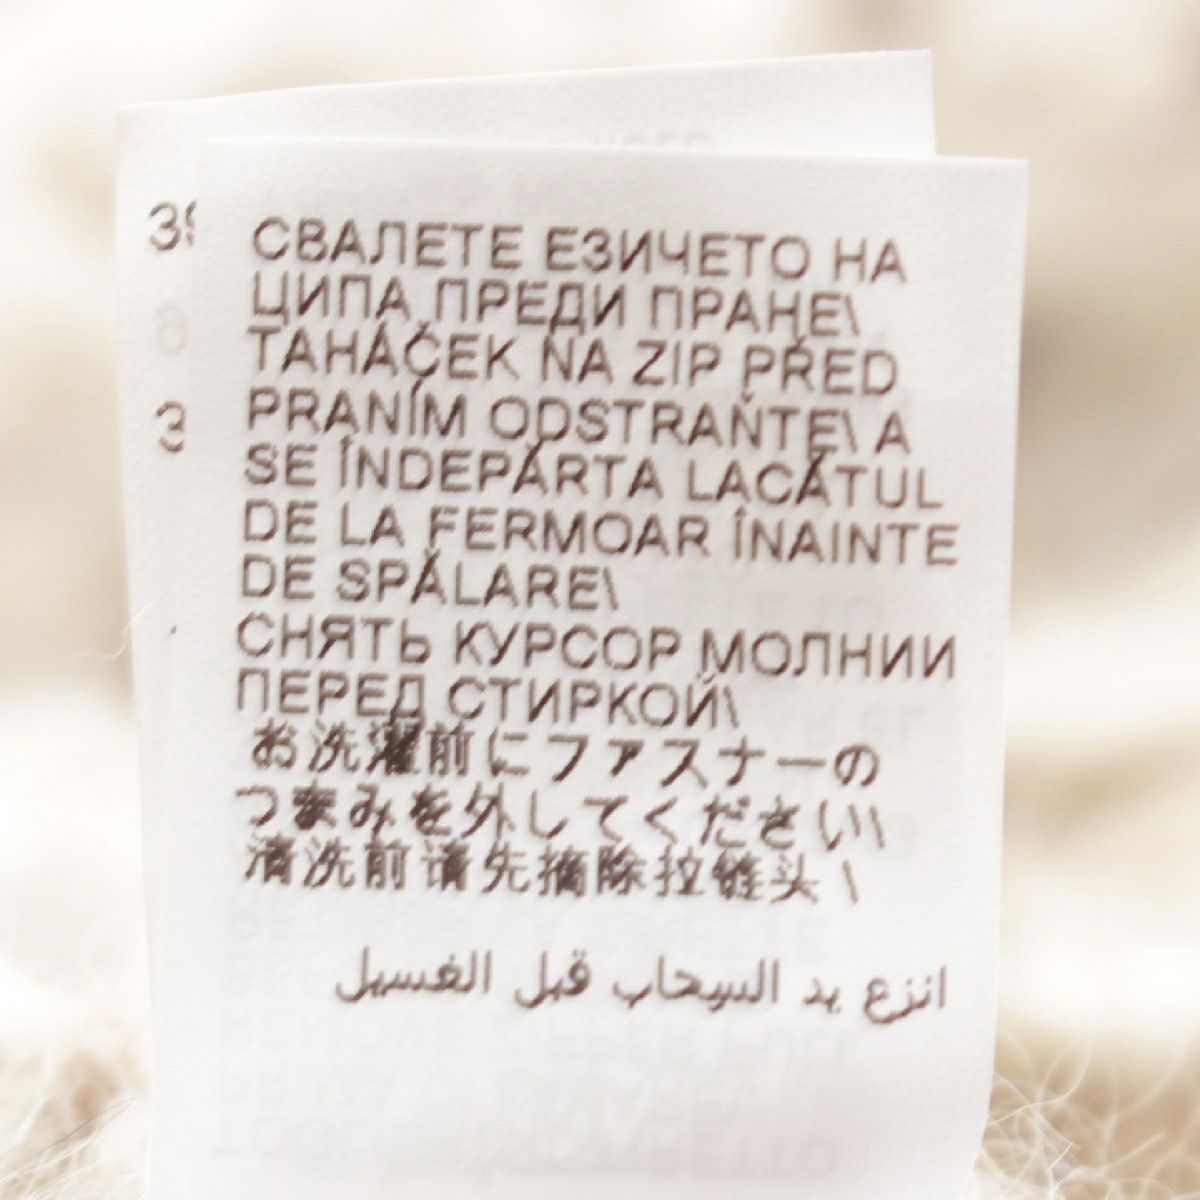 СВАЛЕТЕ ЕЗИЧЕТО НА
ЦИПА ПРЕДИ ПРАНЕ\
TAHÁČEK NA ZIP PŘED
PRANÍM ODSTRAŇTE\ A
SE ÎNDEPĂRTA LACĂTUL
DE LA FERMOAR ÎNAINTE
DE SPĂLARE\
СНЯТЬ КУРСОР МОЛНИИ
ПЕРЕД СТИРКОЙ\
お洗濯前にファスナーの
つまみを外してください\
清洗前请先摘除拉链头 \
انزع يد السحاب قبل الغسيل